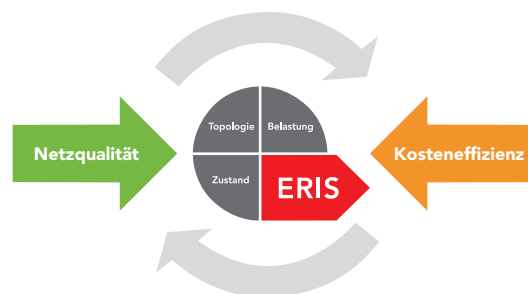 Topologie
Belastung
Netzqualität
Kosteneffizienz
Zustand
ERIS